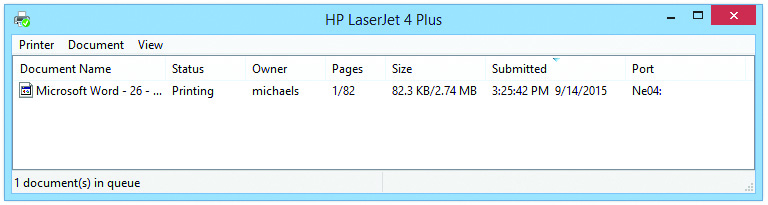 HP LaserJet 4 Plus
Printer Document View
Document Name Status Owner Pages Size Submitted Port
Microsoft Word - 26 - ... Printing michaels 1/82 82.3 KB/2.74 MB 3:25:42 PM 9/14/2015 Ne04:
1 document(s) in queue